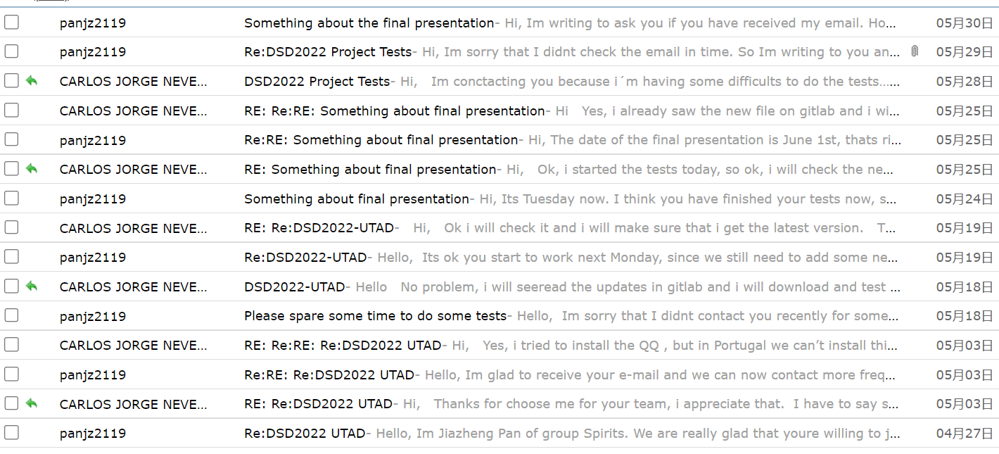 panjz2119 Something about the final presentation- Hi, Im writing to ask you if you have received my email. Ho... 05月30日
panjz2119 Re:DSD2022 Project Tests- Hi, Im sorry that I didnt check the email in time. So Im writing to you an... 05月29日
CARLOS JORGE NEVE... DSD2022 Project Tests- Hi, Im conctacting you because i´m having some difficults to do the tests...... 05月28日
CARLOS JORGE NEVE... RE: Re:RE: Something about final presentation- Hi Yes, i already saw the new file on gitlab and i wi... 05月25日
panjz2119 Re:RE: Something about final presentation- Hi, The date of the final presentation is June 1st, thats ri... 05月25日
CARLOS JORGE NEVE... RE: Something about final presentation- Hi, Ok, i started the tests today, so ok, i will check the ne... 05月25日
panjz2119 Something about final presentation- Hi, Its Tuesday now. I think you have finished your tests now, s... 05月24日
CARLOS JORGE NEVE... RE: Re:DSD2022-UTAD- Hi, Ok i will check it and i will make sure that i get the latest version. T... 05月19日
panjz2119 Re:DSD2022-UTAD- Hello, Its ok you start to work next Monday, since we still need to add some ne... 05月19日
CARLOS JORGE NEVE... DSD2022-UTAD- Hello No problem, i will seeread the updates in gitlab and i will download and test ... 05月18日
panjz2119 Please spare some time to do some tests- Hello, Im sorry that I didnt contact you recently for some... 05月18日
CARLOS JORGE NEVE... RE: Re:RE: Re:DSD2022 UTAD- Hi, Yes, i tried to install the QQ , but in Portugal we can’t install thi... 05月03日
panjz2119 Re:RE: Re:DSD2022 UTAD- Hello, Im glad to receive your e-mail and we can now contact more freq... 05月03日
CARLOS JORGE NEVE... RE: Re:DSD2022 UTAD- Hi, Thanks for choose me for your team, i appreciate that. I have to say s... 05月03日
panjz2119 Re:DSD2022 UTAD- Hello, Im Jiazheng Pan of group Spirits. We are really glad that youre willing to j... 04月27日